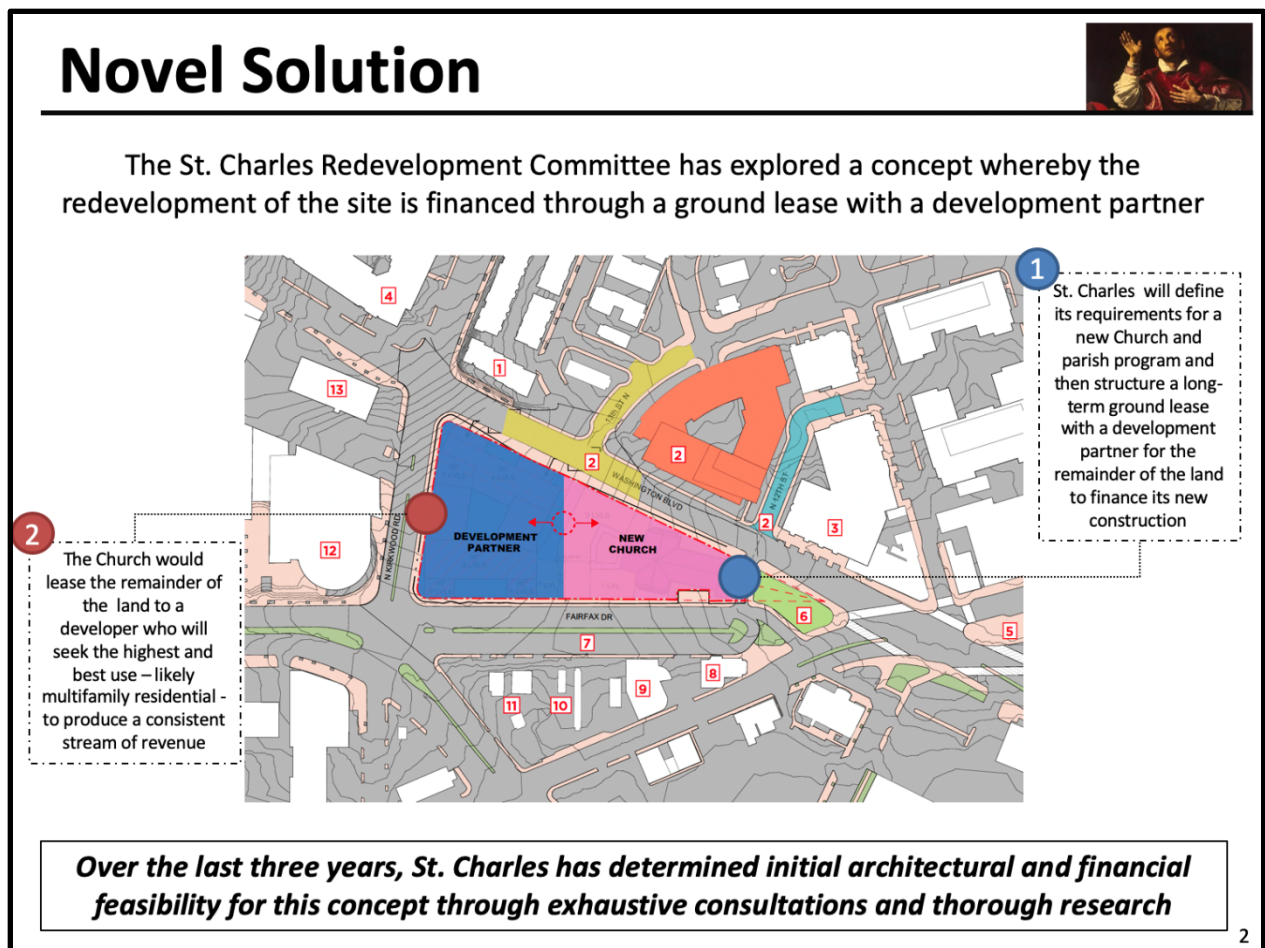 Novel Solution
The St. Charles Redevelopment Committee has explored a concept whereby the
redevelopment of the site is financed through a ground lease with a development partner
1
St. Charles will define
its requirements for a
new Church and
parish program and
then structure a long-
term ground lease
with a development
partner for the
remainder of the land
to finance its new
construction
2
The Church would
lease the remainder of
the land to a
developer who will
seek the highest and
best use – likely
multifamily residential -
to produce a consistent
stream of revenue
4
1
13
13th ST N
2
2
WASHINGTON BLVD
N 12TH ST
2
3
N KIRKWOOD RD
12
DEVELOPMENT
PARTNER
NEW
CHURCH
FAIRFAX DR
6
5
7
8
9
10
11
Over the last three years, St. Charles has determined initial architectural and financial
feasibility for this concept through exhaustive consultations and thorough research
2